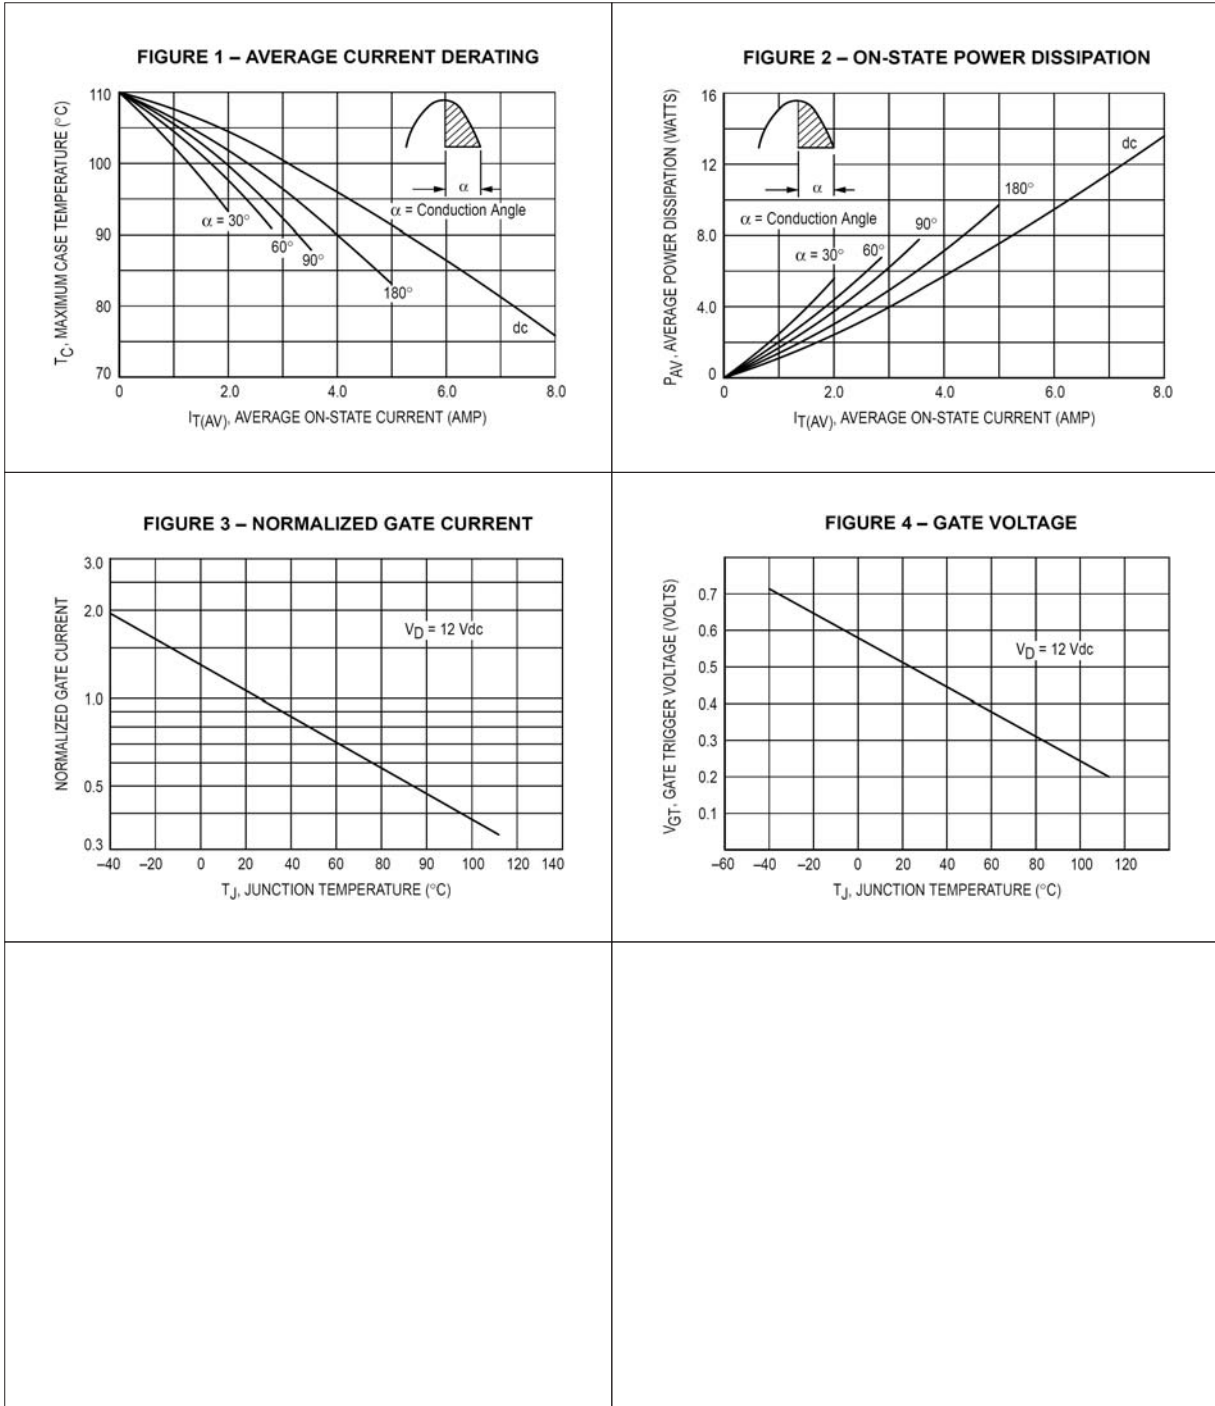 FIGURE 1 – AVERAGE CURRENT DERATING
110
100
90
80
70
TC, MAXIMUM CASE TEMPERATURE (°C)
α
α = Conduction Angle
α = 30°
60°
90°
180°
dc
0
2.0
4.0
6.0
8.0
IT(AV), AVERAGE ON-STATE CURRENT (AMP)
FIGURE 2 – ON-STATE POWER DISSIPATION
16
12
8.0
4.0
0
PAV, AVERAGE POWER DISSIPATION (WATTS)
α
α = Conduction Angle
α = 30°
60°
90°
180°
dc
0
2.0
4.0
6.0
8.0
IT(AV), AVERAGE ON-STATE CURRENT (AMP)
FIGURE 3 – NORMALIZED GATE CURRENT
3.0
2.0
1.0
0.5
0.3
NORMALIZED GATE CURRENT
VD = 12 Vdc
–40 –20 0 20 40 60 80 90 100 120 140
TJ, JUNCTION TEMPERATURE (°C)
FIGURE 4 – GATE VOLTAGE
0.7
0.6
0.5
0.4
0.3
0.2
0.1
VGT, GATE TRIGGER VOLTAGE (VOLTS)
VD = 12 Vdc
–60 –40 –20 0 20 40 60 80 100 120
TJ, JUNCTION TEMPERATURE (°C)